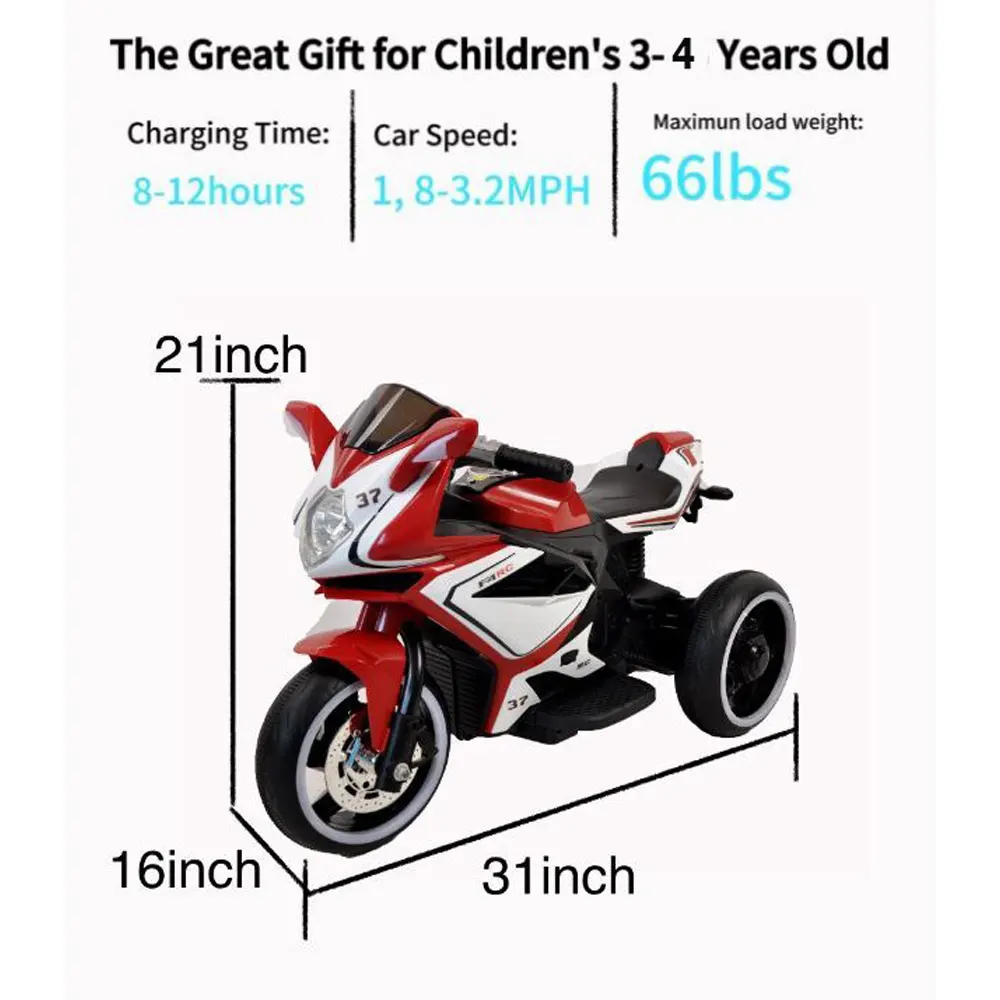 The Great Gift for Children's 3-4 Years Old
Charging Time:
8-12hours
Car Speed:
1, 8-3.2MPH
Maximun load weight:
66lbs
21inch
37
FARC
37
16inch
31inch